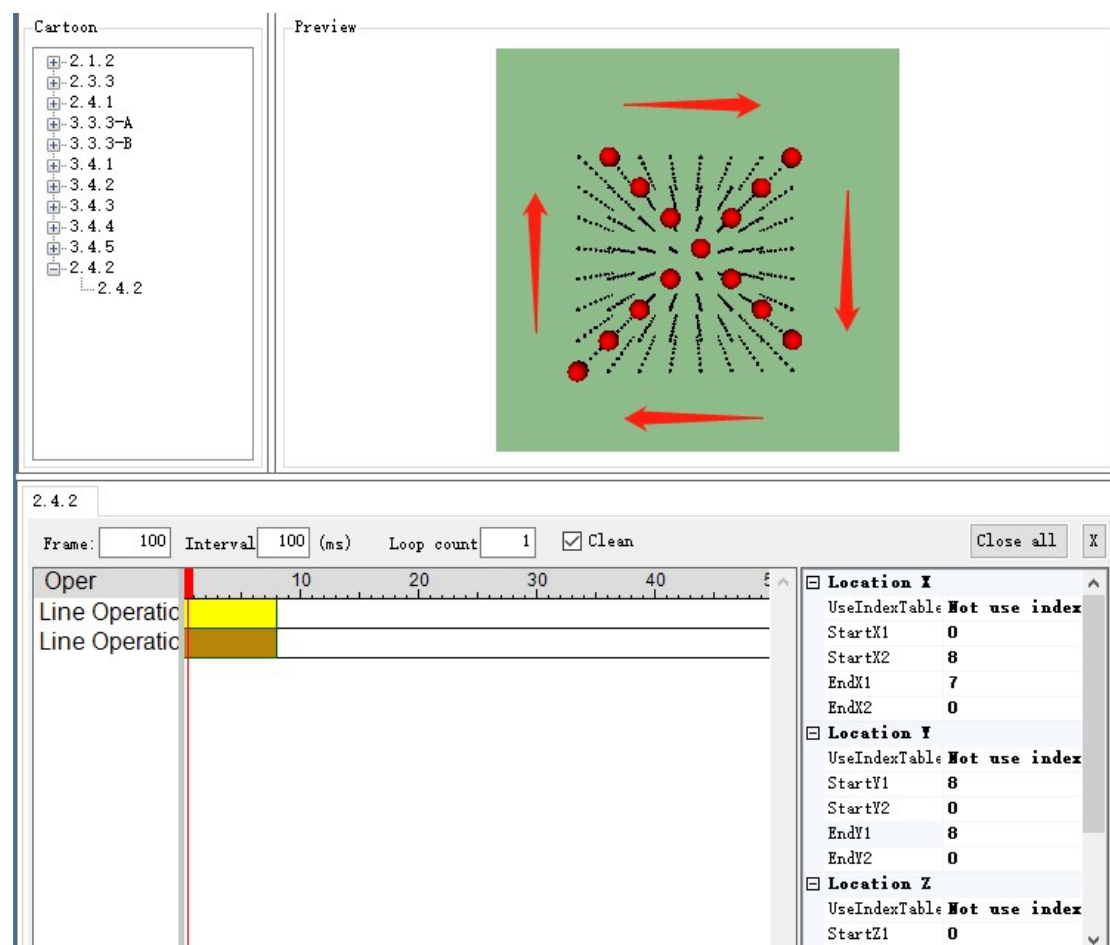 Cartoon
2.1.2
2.3.3
2.4.1
3.3.3-A
3.3.3-B
3.4.1
3.4.2
3.4.3
3.4.4
3.4.5
2.4.2
2.4.2
Preview
2.4.2
Frame: 100 Interval 100 (ms) Loop count 1 Clean Close all X
Oper 10 20 30 40
Line Operatic
Line Operatic
Location X
UseIndexTable Not use index
StartX1 0
StartX2 8
EndX1 7
EndX2 0
Location Y
UseIndexTable Not use index
StartY1 8
StartY2 0
EndY1 8
EndY2 0
Location Z
UseIndexTable Not use index
StartZ1 0